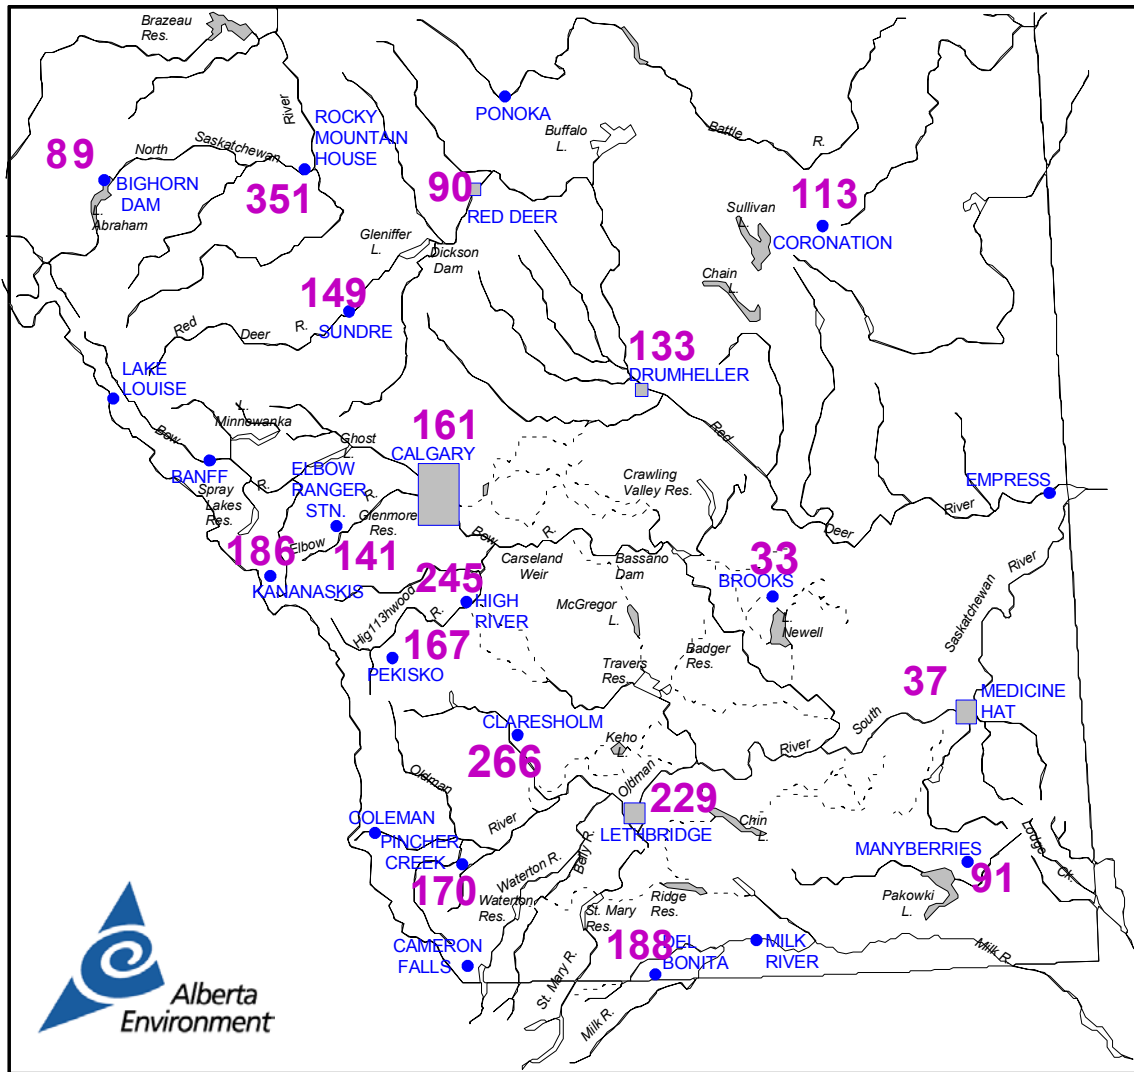 Brazeau
Res.
River
ROCKY
MOUNTAIN
HOUSE
PONOKA
Buffalo
L.
Battle
R.
89
North
Saskatchewan
BIGHORN
DAM
L.
Abraham
351
90
RED DEER
113
Sullivan
L.
CORONATION
Gleniffer
L.
Dickson
Dam
Chain
L.
149
SUNDRE
Red
Deer
R.
133
DRUMHELLER
LAKE
LOUISE
L.
Minnewanka
161
CALGARY
Ghost
L.
Red
Bow
BANFF
R.
ELBOW
RANGER
STN.
R.
Spray
Lakes
Res.
Glenmore
Res.
Crawling
Valley Res.
EMPRESS
River
Deer
Elbow
Bow
R.
186
KANANASKIS
141
245
Carseland
Weir
Bassano
Dam
33
BROOKS
River
Hig113hwood
R.
HIGH
RIVER
McGregor
L.
L.
Newell
Saskatchewan
167
PEKISKO
Badger
Res.
Travers
Res.
37
MEDICINE
HAT
CLARESHOLM
266
Keho
L.
River
South
Oldman
Oldman
229
LETHBRIDGE
COLEMAN
River
PINCHER
CREEK
Chin
L.
MANYBERRIES
91
Lodge
Ck.
170
Waterton R.
Belly R.
Waterton
Res.
Ridge
Res.
St. Mary
Res.
Pakowki
L.
CAMERON
FALLS
188
DEL
BONITA
MILK
RIVER
Milk R.
St. Mary R.
Milk R.
Alberta
Environment